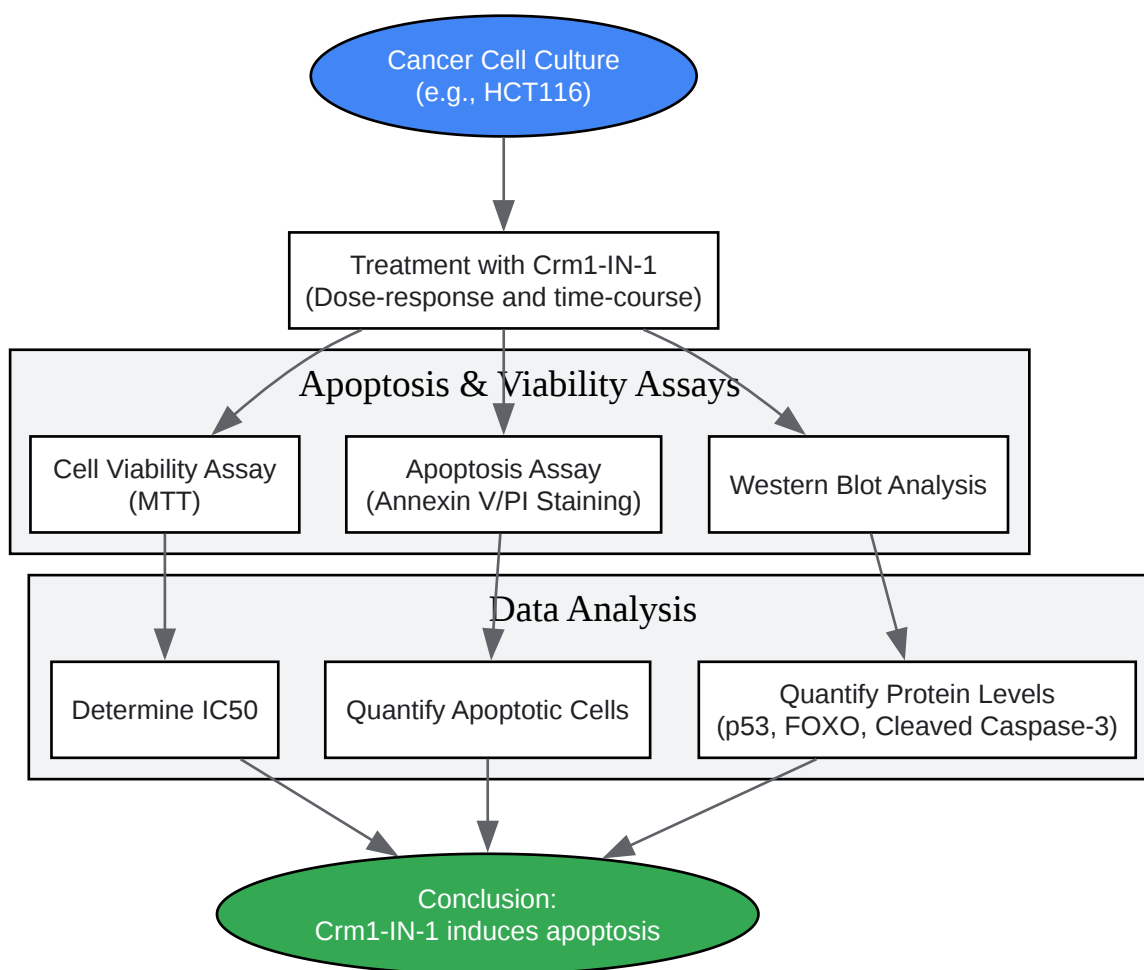 Cancer Cell Culture
(e.g., HCT116)
Treatment with Crm1-IN-1
(Dose-response and time-course)
Apoptosis & Viability Assays
Cell Viability Assay
(MTT)
Apoptosis Assay
(Annexin V/PI Staining)
Western Blot Analysis
Data Analysis
Determine IC50
Quantify Apoptotic Cells
Quantify Protein Levels
(p53, FOXO, Cleaved Caspase-3)
Conclusion:
Crm1-IN-1 induces apoptosis